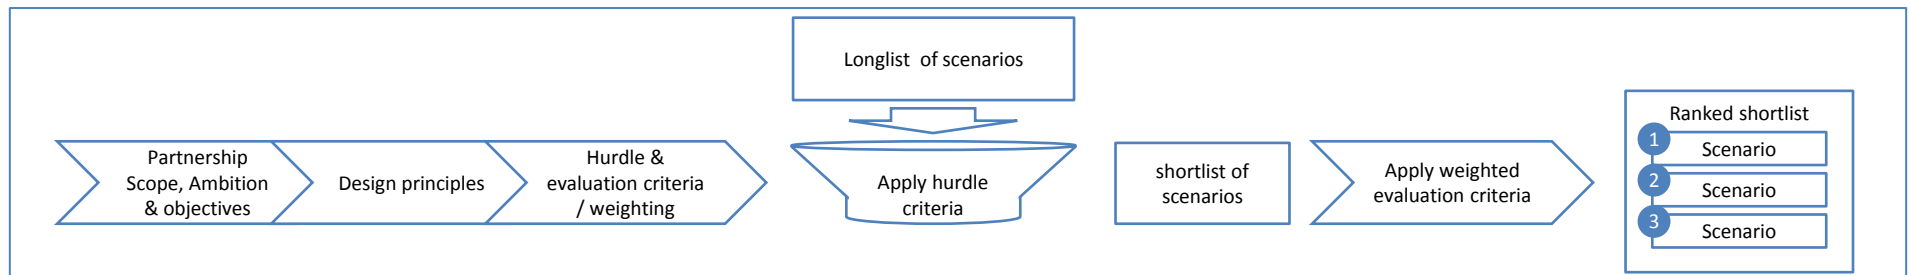 Longlist of scenarios
Partnership
Scope, Ambition
& objectives
Design principles
Hurdle &
evaluation criteria
/ weighting
Apply hurdle
criteria
shortlist of
scenarios
Apply weighted
evaluation criteria
Ranked shortlist
1
Scenario
2
Scenario
3
Scenario